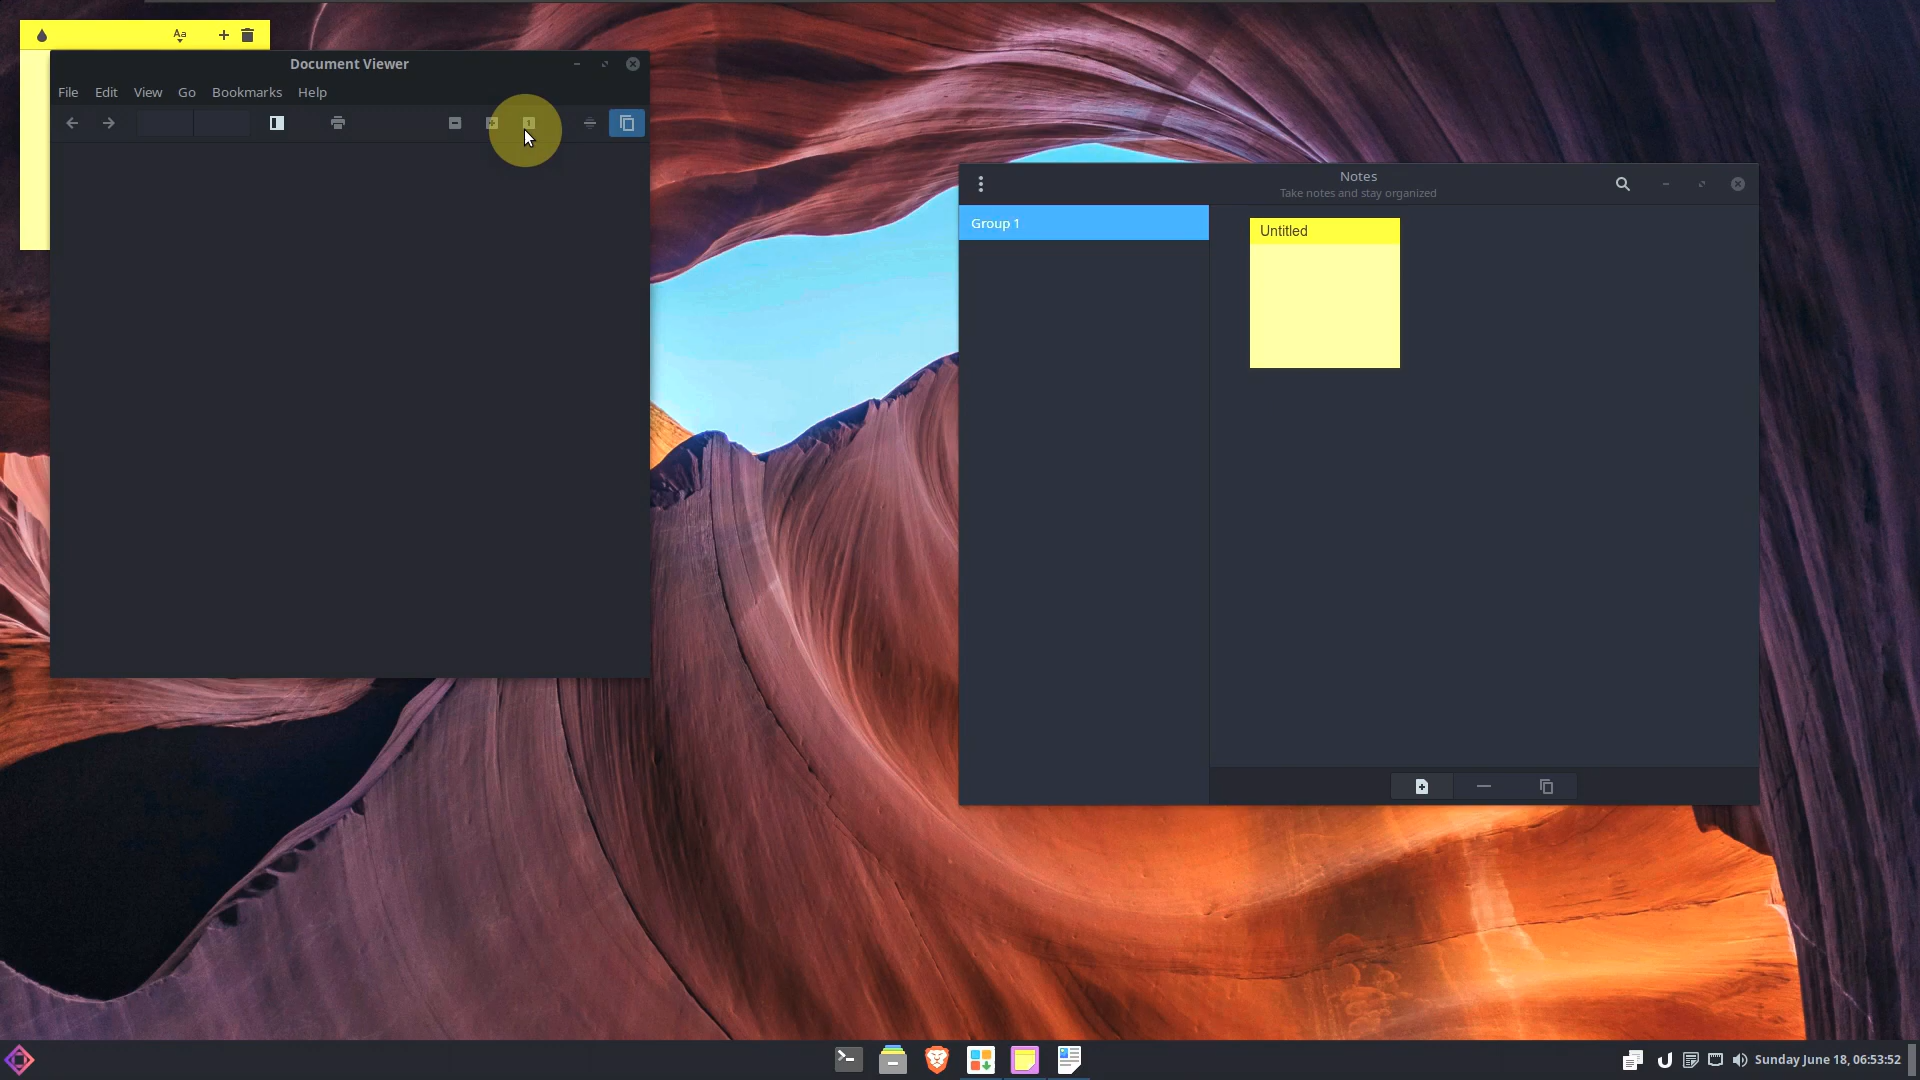 Aa
Document Viewer
File Edit View Go Bookmarks Help
Notes
Take notes and stay organized
Group 1
Untitled
Sunday June 18, 06:53:52